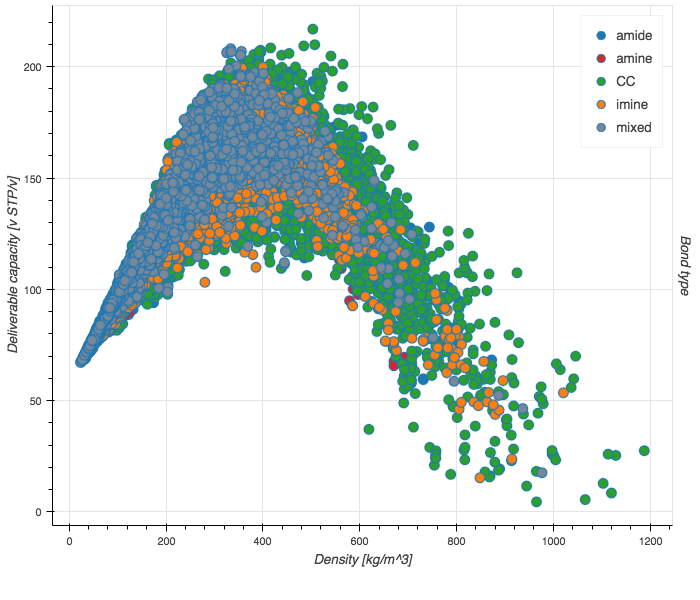 amide
amine
CC
imine
mixed
200
150
100
50
0
Deliverable capacity [v STP/v]
Bond type
0 200 400 600 800 1000 1200
Density [kg/m^3]